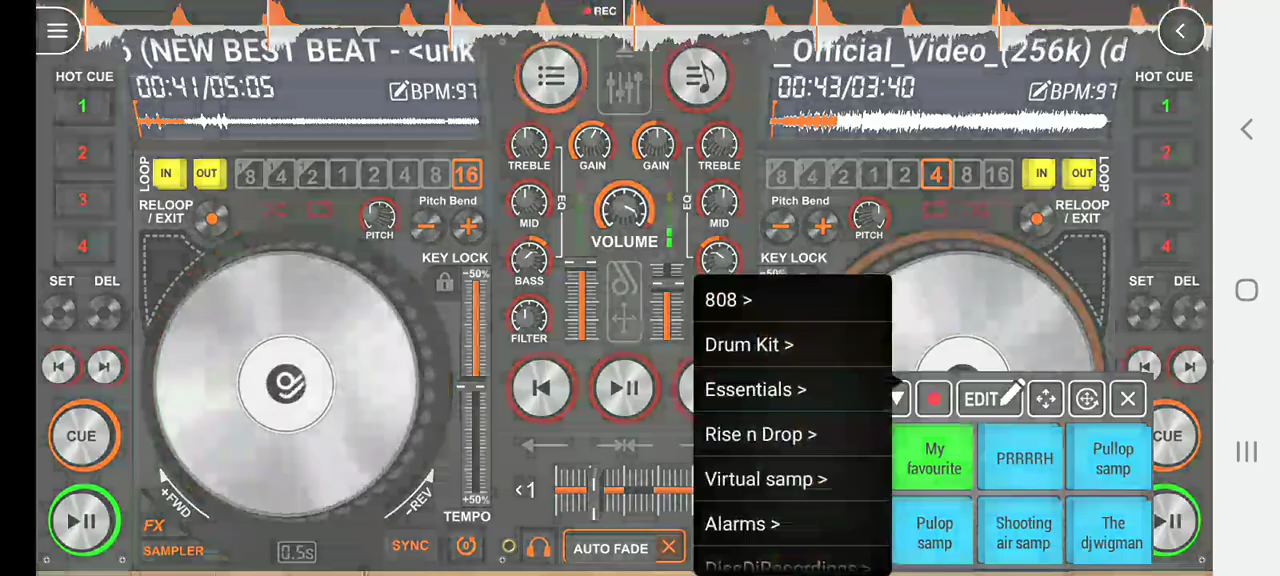 REC
(NEW BEST BEAT - <unk
_Official_Video_(256k) (d
HOT CUE
00:41/05:05
BPM:97
00:43/03:40
BPM:97
HOT CUE
1
2
3
4
SET DEL
LOOP
IN OUT
8 4 2 1 2 4 8 16
RELOOP
/ EXIT
PITCH
Pitch Bend
KEY LOCK
-50%
+50%
TEMPO
TREBLE
GAIN
GAIN
TREBLE
MID
EQ
VOLUME
EQ
MID
BASS
FILTER
8 4 2 1 2 4 8 16
IN OUT
LOOP
Pitch Bend
PITCH
RELOOP
/ EXIT
KEY LOCK
-50%
1
2
3
4
SET DEL
808 >
Drum Kit >
Essentials >
Rise n Drop >
Virtual samp >
Alarms >
DiscDjRecordings >
EDIT
My
favourite
PRRRRH
Pullop
samp
Pulop
samp
Shooting
air samp
The
djwigman
CUE
CUE
+FWD
-REV
FX
SAMPLER
0.5s
SYNC
<1
AUTO FADE